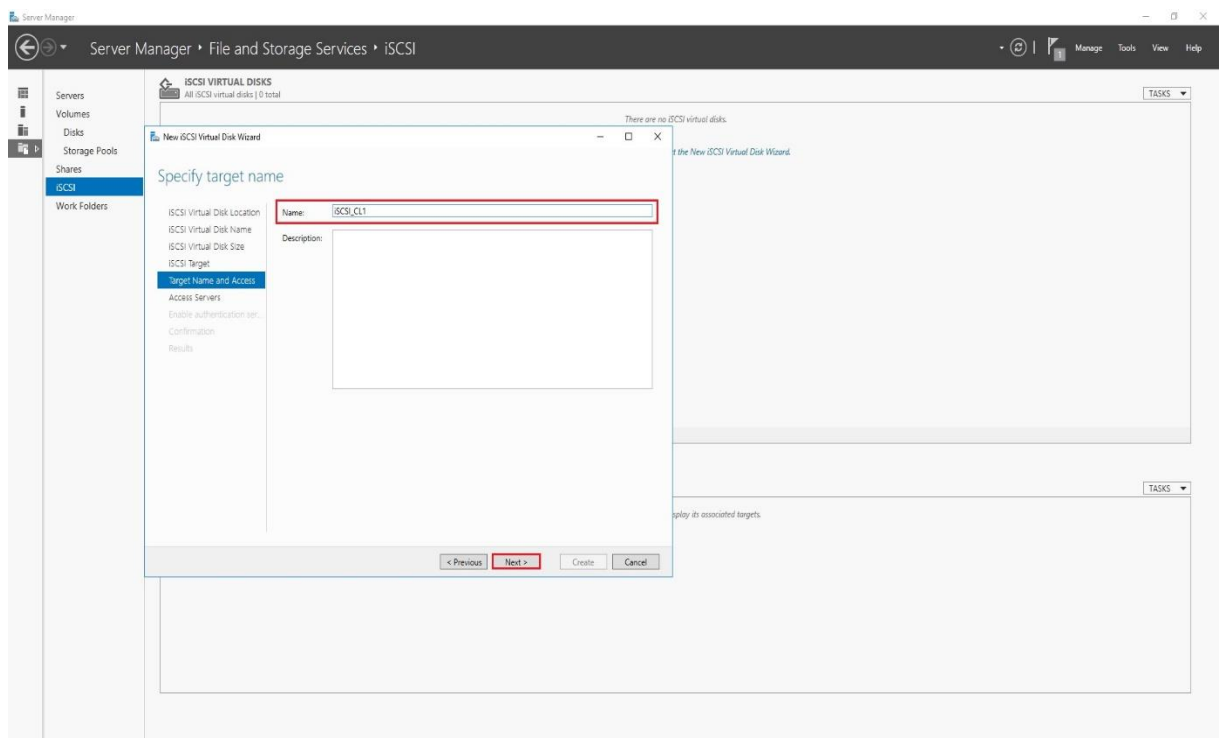 Server Manager
Server Manager ‣ File and Storage Services ‣ iSCSI
1 Manage Tools View Help
Servers
Volumes
Disks
Storage Pools
Shares
iSCSI
Work Folders
iSCSI VIRTUAL DISKS
All iSCSI virtual disks | 0 total
TASKS
There are no iSCSI virtual disks.
t the New iSCSI Virtual Disk Wizard.
New iSCSI Virtual Disk Wizard
Specify target name
iSCSI Virtual Disk Location
iSCSI Virtual Disk Name
iSCSI Virtual Disk Size
iSCSI Target
Target Name and Access
Access Servers
Enable authentication ser...
Confirmation
Results
Name: iSCSI_CL1
Description:
< Previous Next > Create Cancel
TASKS
splay its associated targets.